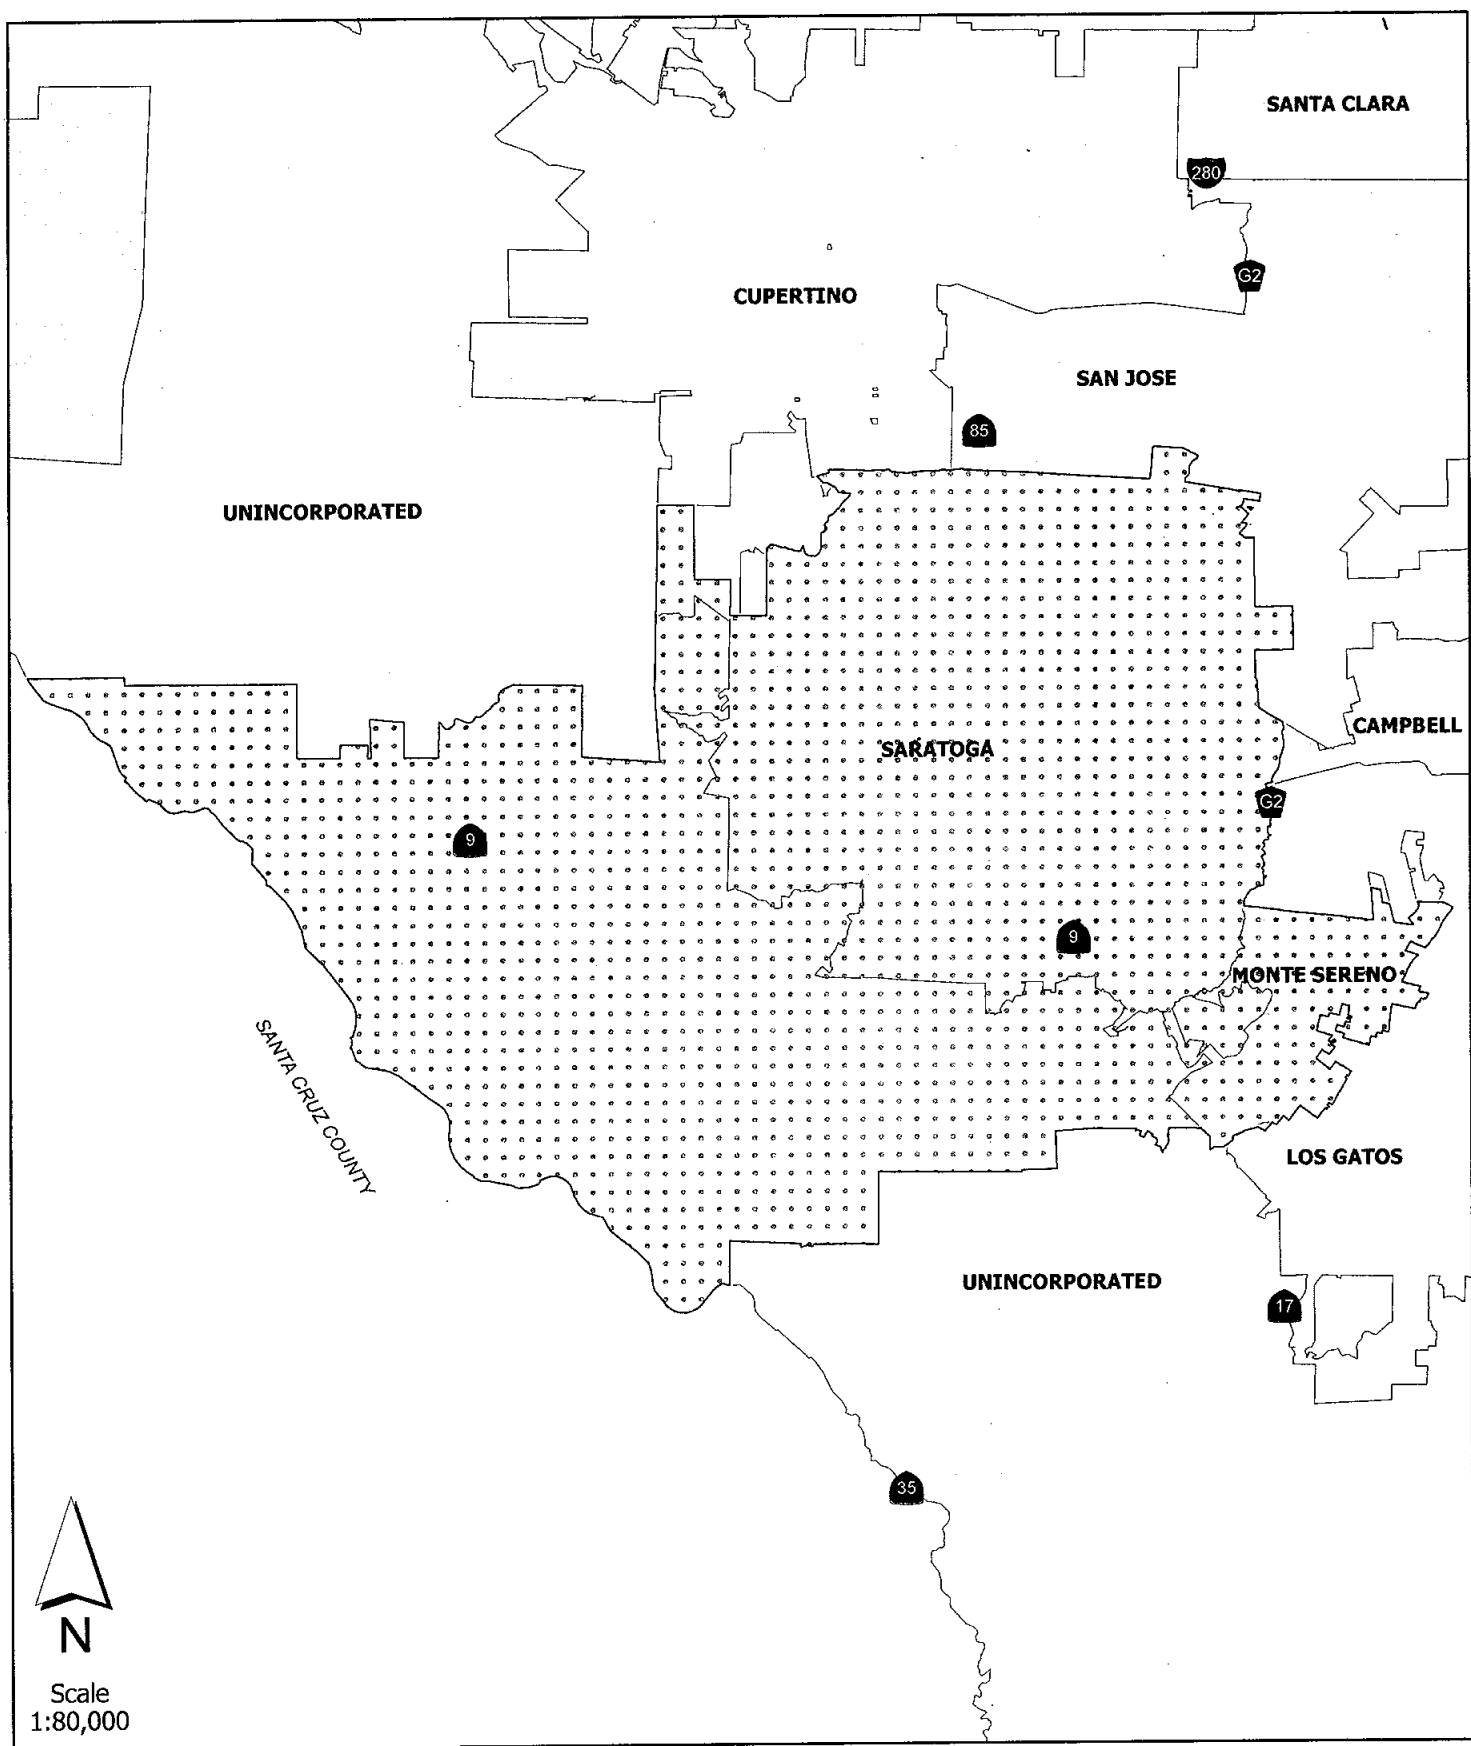 SANTA CLARA
280
G2
CUPERTINO
SAN JOSE
85
UNINCORPORATED
CAMPBELL
SARATOGA
G2
9
9
MONTE SERENO
SANTA CRUZ COUNTY
LOS GATOS
UNINCORPORATED
17
35
N
Scale
1:80,000